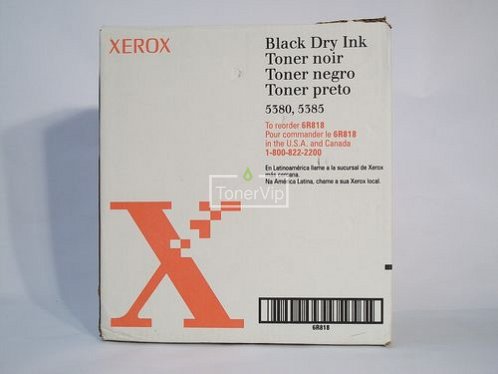 XEROX
Black Dry Ink
Toner noir
Toner negro
Toner preto
5380, 5385
To reorder 6R818
Pour commander le 6R818
in the U.S.A. and Canada
1-800-822-2200
En Latinoamérica llame a la sucursal de Xerox
más cercana.
Na América Latina, chame a sua Xerox local.
TonerVip
6R818